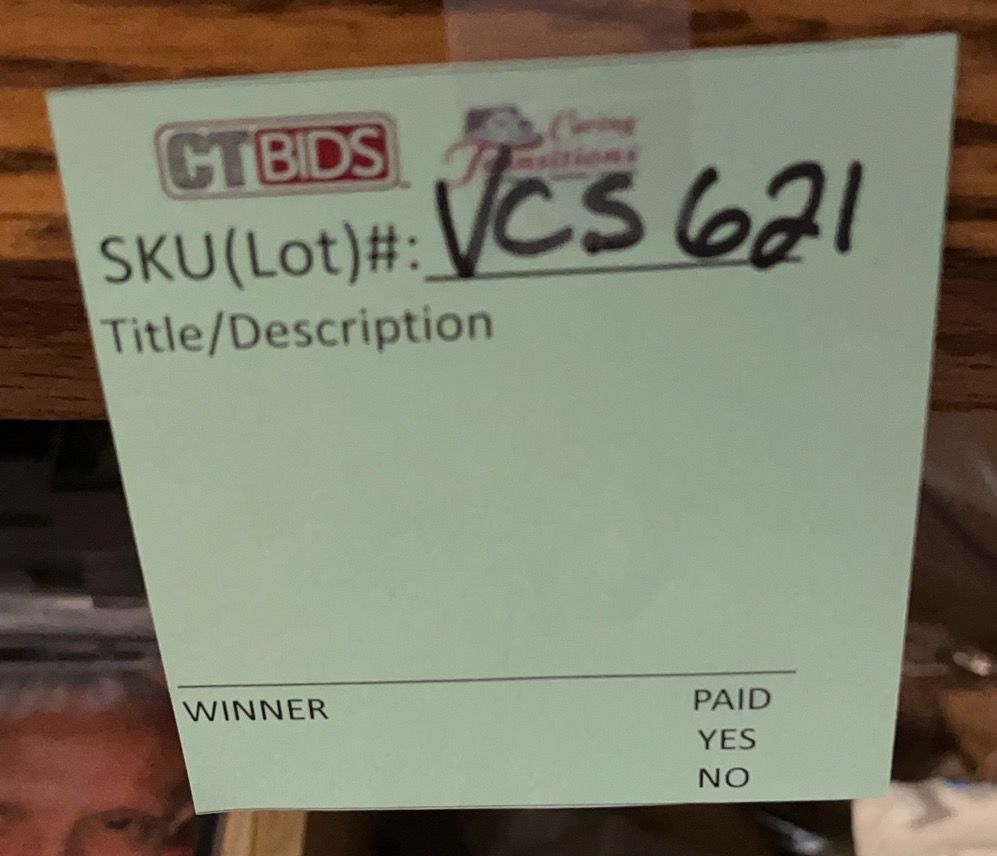 CTBIDS Caring Transitions
SKU(Lot)#: VCS 621
Title/Description
WINNER PAID
YES
NO